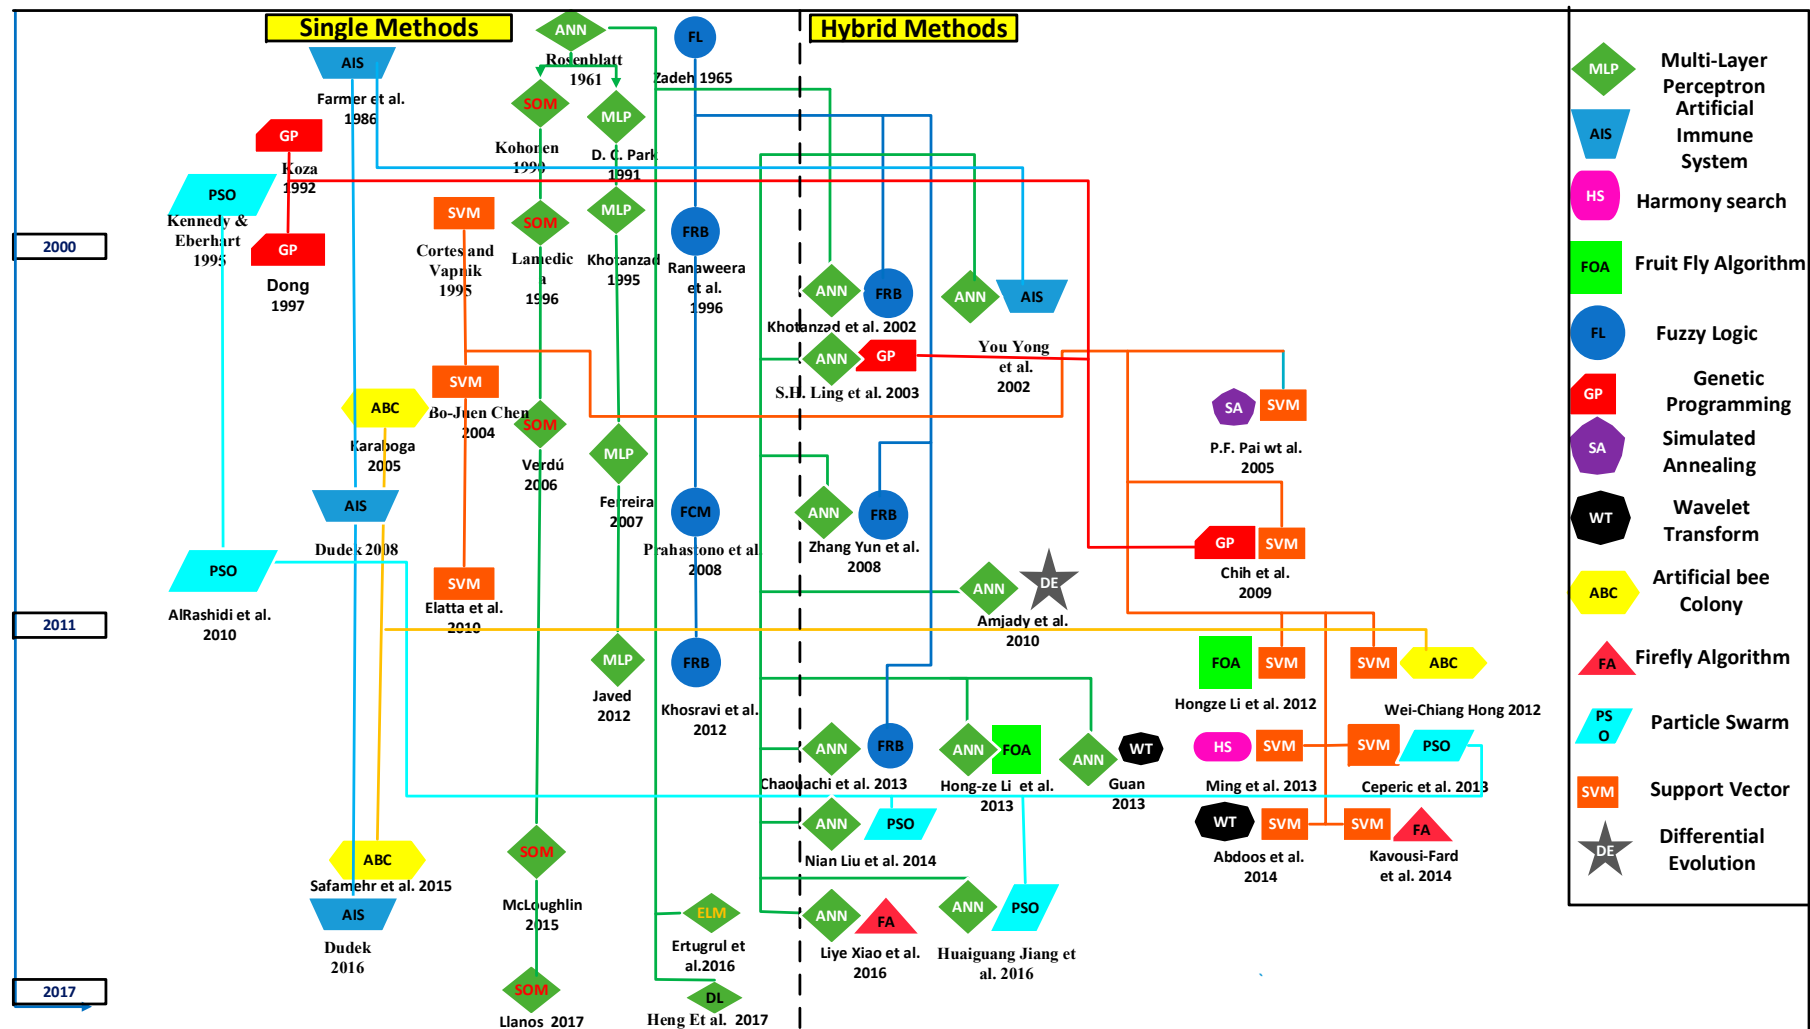 Single Methods
Hybrid Methods
ANN
Rosenblatt
1961
FL
Zadeh 1965
AIS
Farmer et al.
1986
SOM
Kohonen
1990
MLP
D. C. Park
1991
GP
Koza
1992
PSO
Kennedy &
Eberhart
1995
GP
Dong
1997
SVM
Cortes and
Vapnik
1995
SOM
Lamedic
a
1996
MLP
Khotanzad
1995
FRB
Ranaweera
et al.
1996
2000
ANN
FRB
Khotanzad et al. 2002
ANN
AIS
You Yong
et al.
2002
ANN
GP
S.H. Ling et al. 2003
SVM
Bo-Juen Chen
2004
ABC
Karaboga
2005
SOM
Verdú
2006
MLP
Ferreira
2007
SA
SVM
P.F. Pai wt al.
2005
AIS
Dudek 2008
FCM
Prahastono et al.
2008
ANN
FRB
Zhang Yun et al.
2008
GP
SVM
Chih et al.
2009
PSO
AlRashidi et al.
2010
SVM
Elatta et al.
2010
ANN
DE
Amjady et al.
2010
2011
MLP
Javed
2012
FRB
Khosravi et al.
2012
FOA
SVM
Hongze Li et al. 2012
SVM
ABC
Wei-Chiang Hong 2012
ANN
FRB
Chaouachi et al. 2013
ANN
FOA
Hong-ze Li et al.
2013
ANN
WT
Guan
2013
HS
SVM
Ming et al. 2013
SVM
PSO
Ceperic et al. 2013
ANN
PSO
Nian Liu et al. 2014
WT
SVM
Abdoos et al.
2014
SVM
FA
Kavousi-Fard
et al. 2014
ABC
Safamehr et al. 2015
SOM
McLoughlin
2015
AIS
Dudek
2016
ELM
Ertugrul et
al.2016
ANN
FA
Liye Xiao et al.
2016
ANN
PSO
Huaiguang Jiang et
al. 2016
2017
SOM
Llanos 2017
DL
Heng Et al. 2017
MLP
Multi-Layer
Perceptron
AIS
Artificial
Immune
System
HS
Harmony search
FOA
Fruit Fly Algorithm
FL
Fuzzy Logic
GP
Genetic
Programming
SA
Simulated
Annealing
WT
Wavelet
Transform
ABC
Artificial bee
Colony
FA
Firefly Algorithm
PS
O
Particle Swarm
SVM
Support Vector
DE
Differential
Evolution